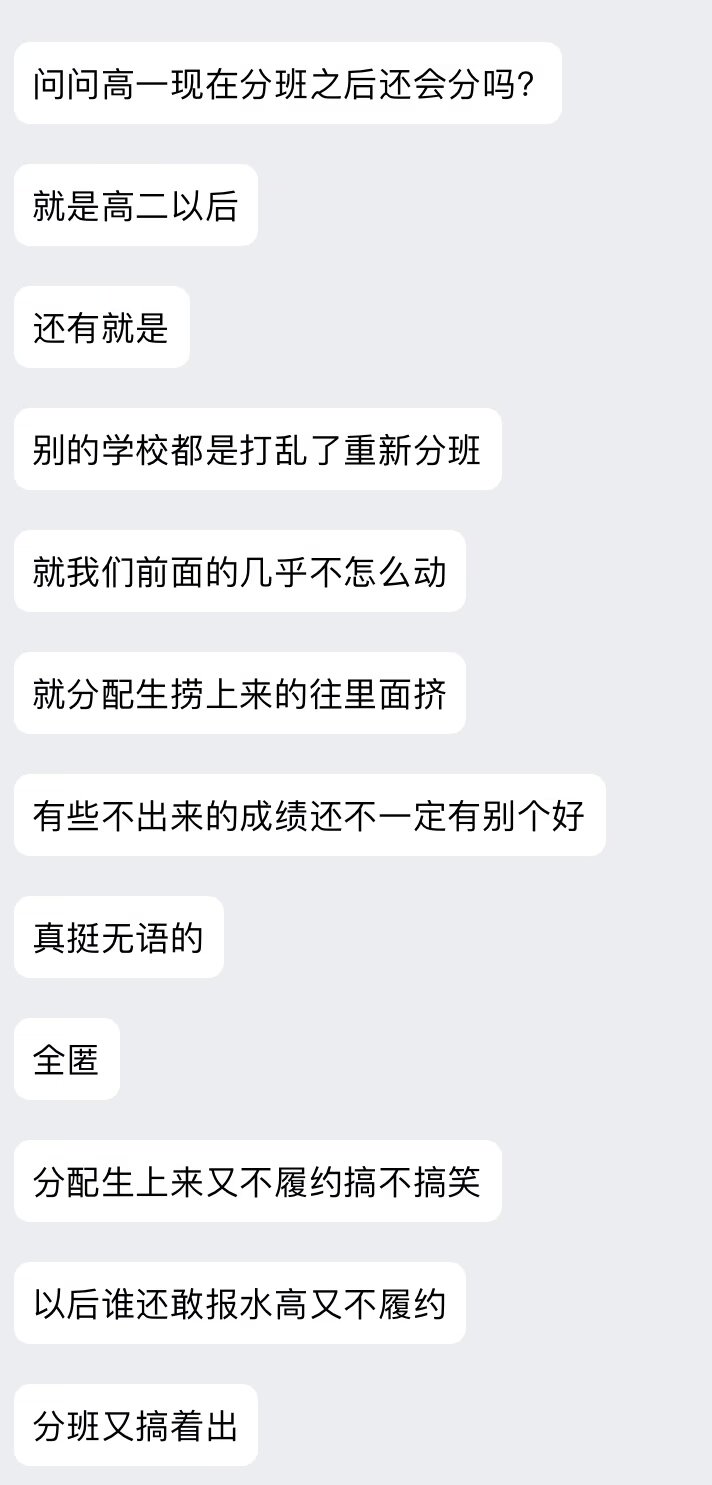 问问高一现在分班之后还会分吗？
就是高二以后
还有就是
别的学校都是打乱了重新分班
就我们前面的几乎不怎么动
就分配生捞上来的往里面挤
有些不出来的成绩还不一定有别个好
真挺无语的
全匿
分配生上来又不履约搞不搞笑
以后谁还敢报水高又不履约
分班又搞着出